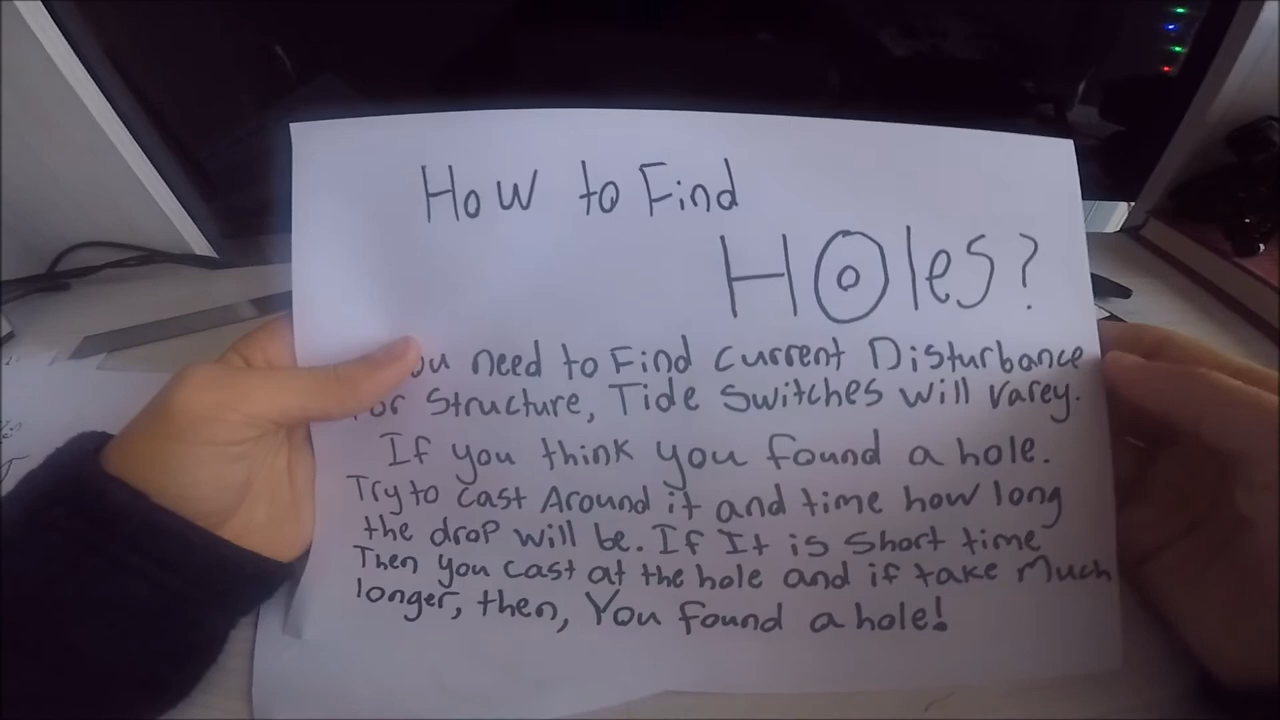 How to Find
Holes?
You need to Find Current Disturbance
For Structure, Tide Switches will varey.
If you think you found a hole.
Try to cast Around it and time how long
the drop will be. If It is Short time
Then you cast at the hole and if take Much
longer, then, You found a hole!